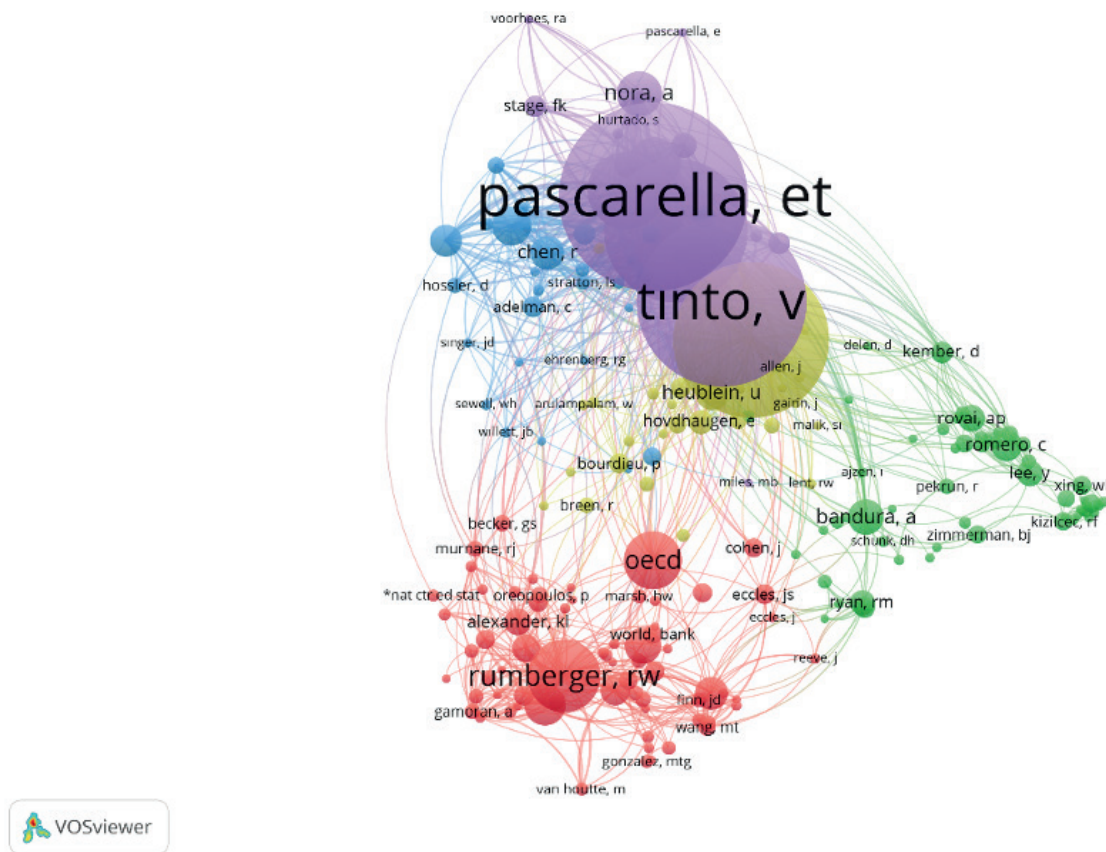 voorhees, ra
pascarella, e
nora, a
stage, fk
hurtado, s
pascarella, et
chen, r
hossler, d
stratton, ls
tinto, v
adelman, c
singer, jd
delen, d
kember, d
ehrenberg, rg
allen, j
heublein, u
sewell, wh
arulampalam, w
gairin, j
hovdhaugen, e
malik, si
rovai, ap
willett, jb
romero, c
bourdieu, p
ajzen, i
lee, y
miles, mb
lent, rw
pekrun, r
xing, w
breen, r
bandura, a
becker, gs
kizilcec, rf
schunk, dh
zimmerman, bj
murnane, rj
cohen, j
oecd
*nat ctr ed stat
oreopoulos, p
marsh, hw
eccles, js
ryan, rm
alexander, kl
eccles, j
world, bank
reeve, j
rumberger, rw
finn, jd
gamoran, a
wang, mt
gonzalez, mtg
van houtte, m
VOSviewer